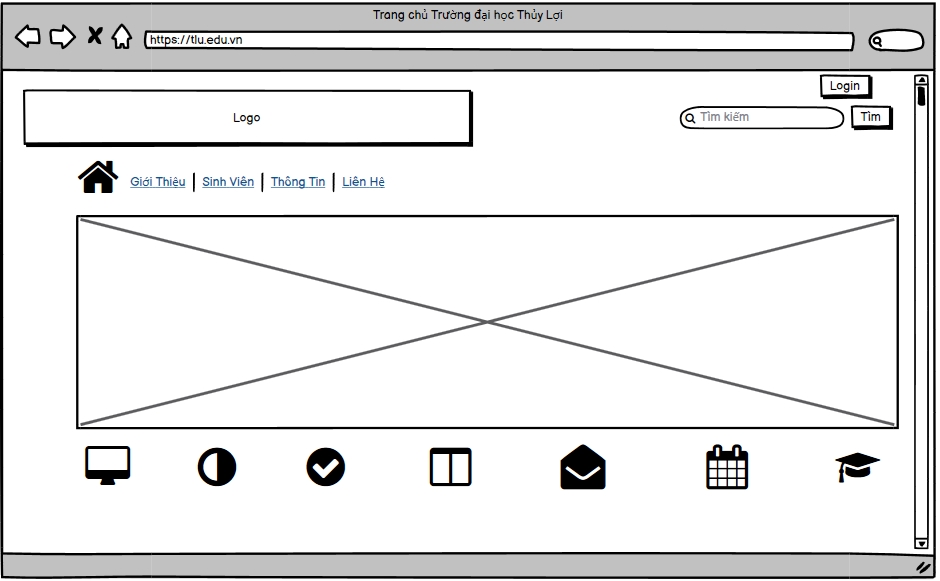 Trang chủ Trường đại học Thủy Lợi
https://tlu.edu.vn
Login
Logo
Tìm kiếm
Tìm
Giới Thiệu | Sinh Viên | Thông Tin | Liên Hệ